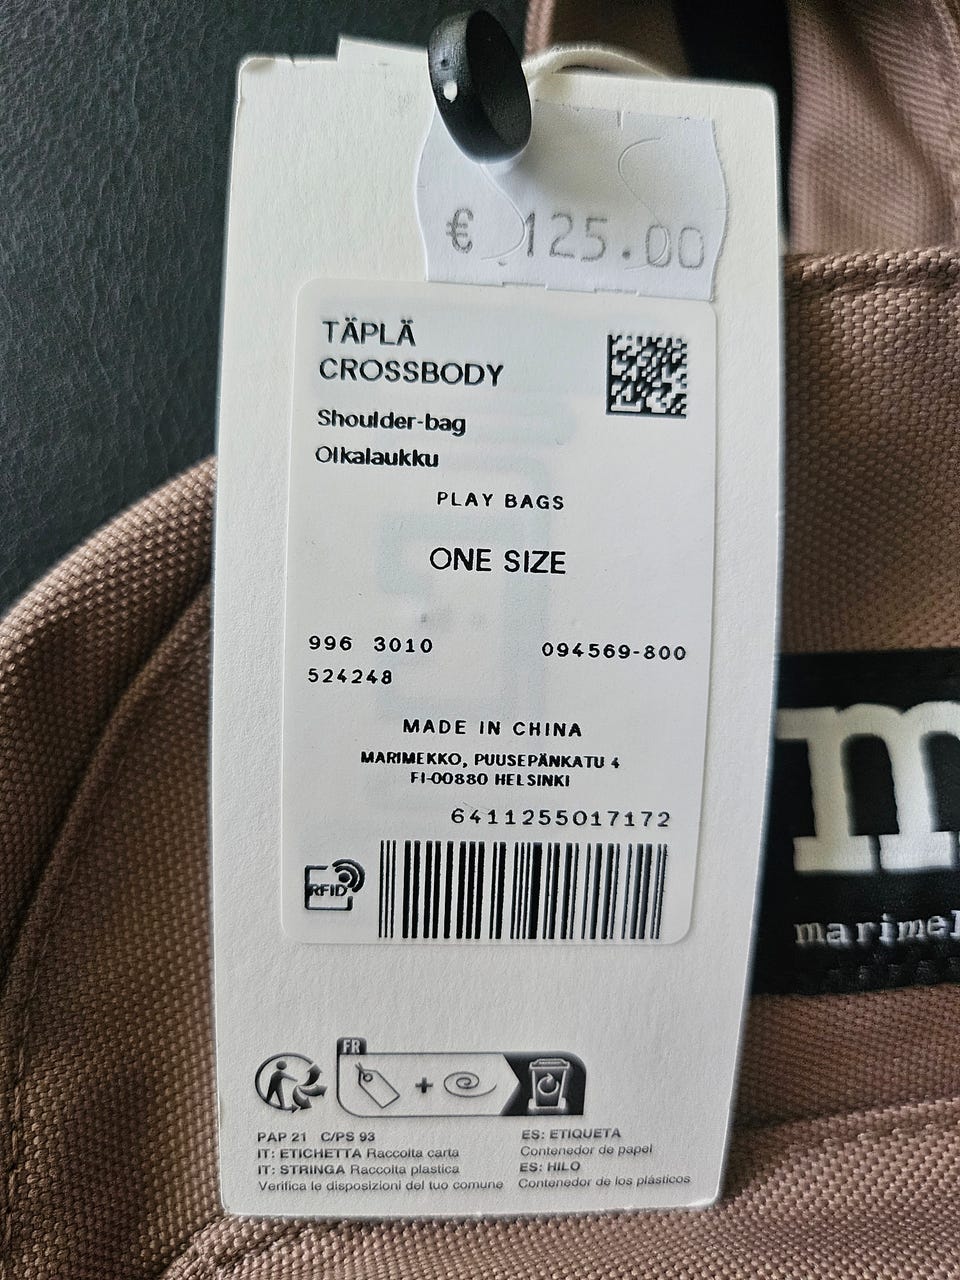 € 125.00
TÄPLÄ
CROSSBODY
Shoulder-bag
Olkalaukku
PLAY BAGS
ONE SIZE
996 3010 094569-800
524248
MADE IN CHINA
MARIMEKKO, PUUSEPÄNKATU 4
FI-00880 HELSINKI
6411255017172
RFID
m
marimek
FR
PAP 21 C/PS 93
IT: ETICHETTA Raccolta carta
IT: STRINGA Raccolta plastica
Verifica le disposizioni del tuo comune
ES: ETIQUETA
Contenedor de papel
ES: HILO
Contenedor de los plásticos